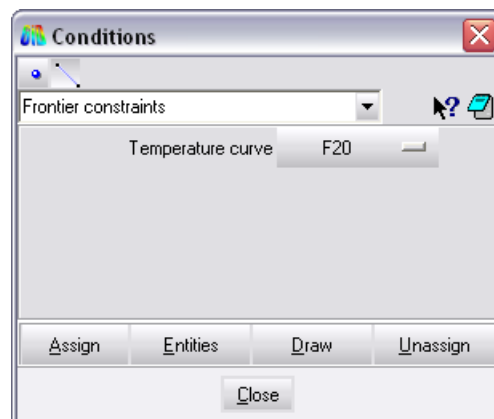 Conditions
Frontier constraints
Temperature curve F20
Assign Entities Draw Unassign
Close